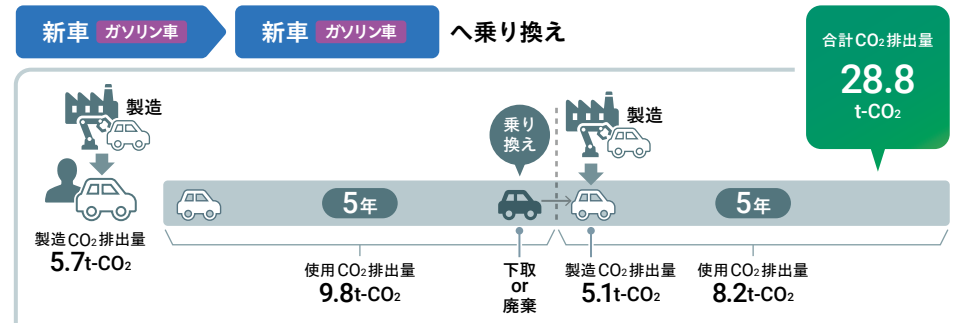 新車 ガソリン車 新車 ガソリン車 へ乗り換え
合計CO₂排出量
28.8
t-CO₂
製造
乗り
換え
製造
5年
5年
製造CO₂排出量
5.7t-CO₂
使用CO₂排出量
9.8t-CO₂
下取
or
廃棄
製造CO₂排出量
5.1t-CO₂
使用CO₂排出量
8.2t-CO₂